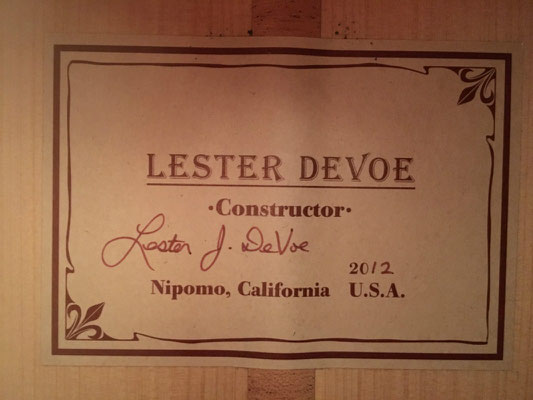 LESTER DEVOE
·Constructor·
Lester J. DeVoe
2012
Nipomo, California U.S.A.